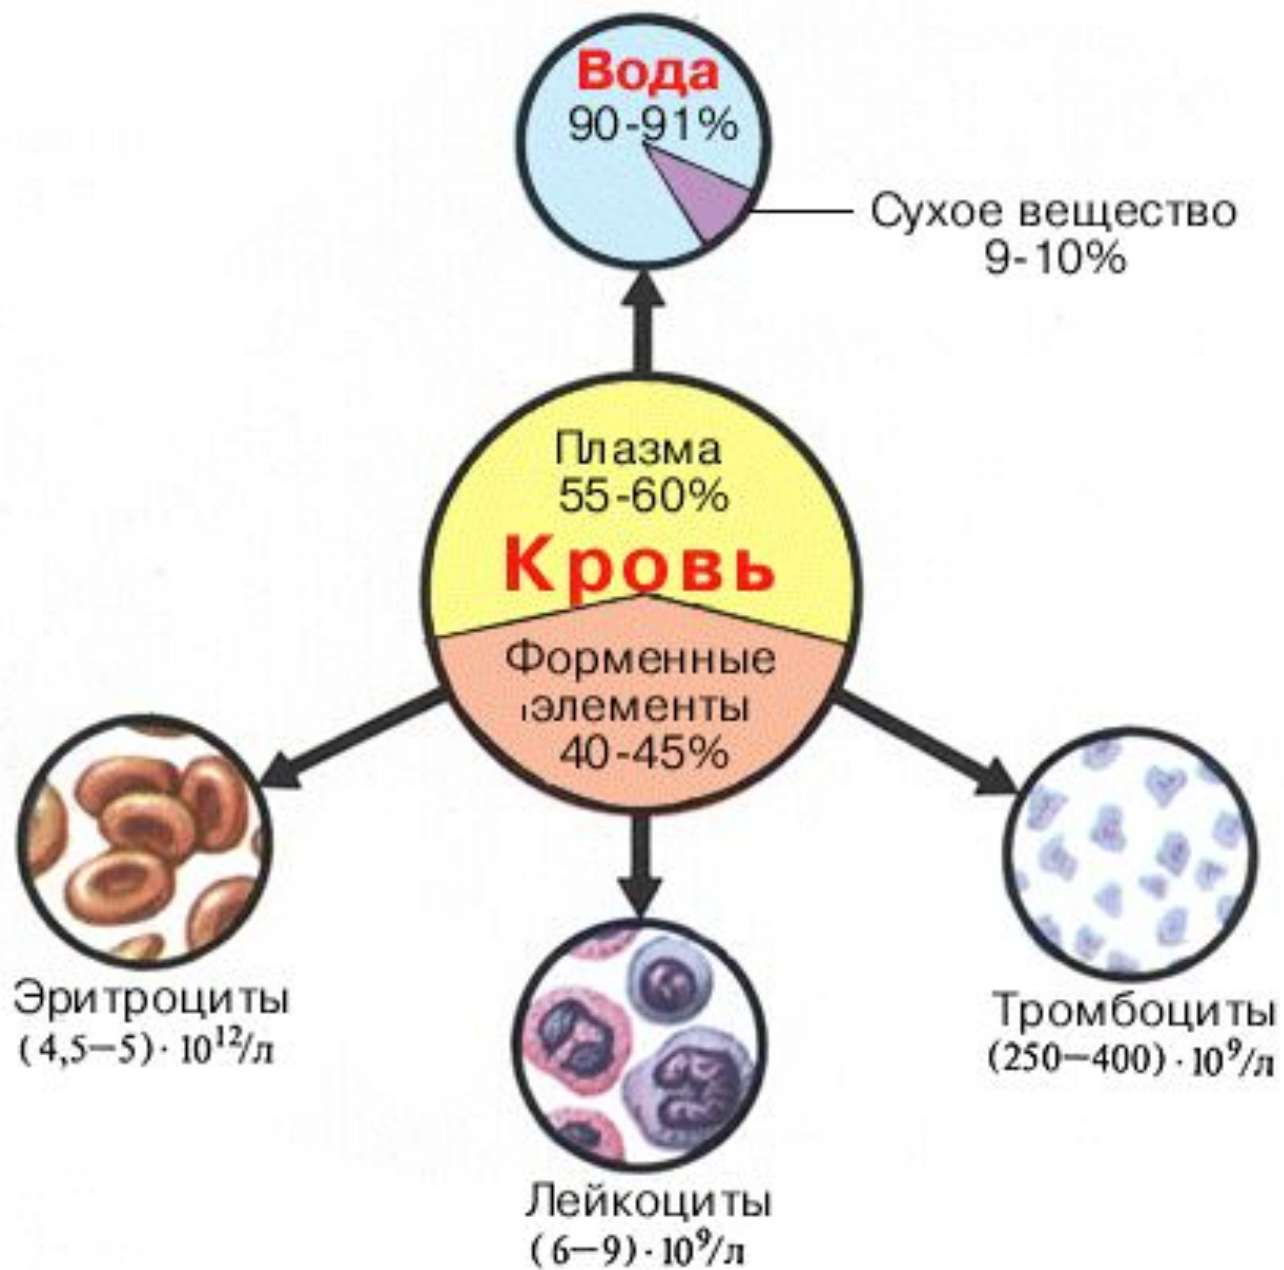 Вода
90-91%
Сухое вещество
9-10%
Плазма
55-60%
Кровь
Форменные
элементы
40-45%
Эритроциты
(4,5—5)·10¹²/л
Тромбоциты
(250—400)·10⁹/л
Лейкоциты
(6—9)·10⁹/л